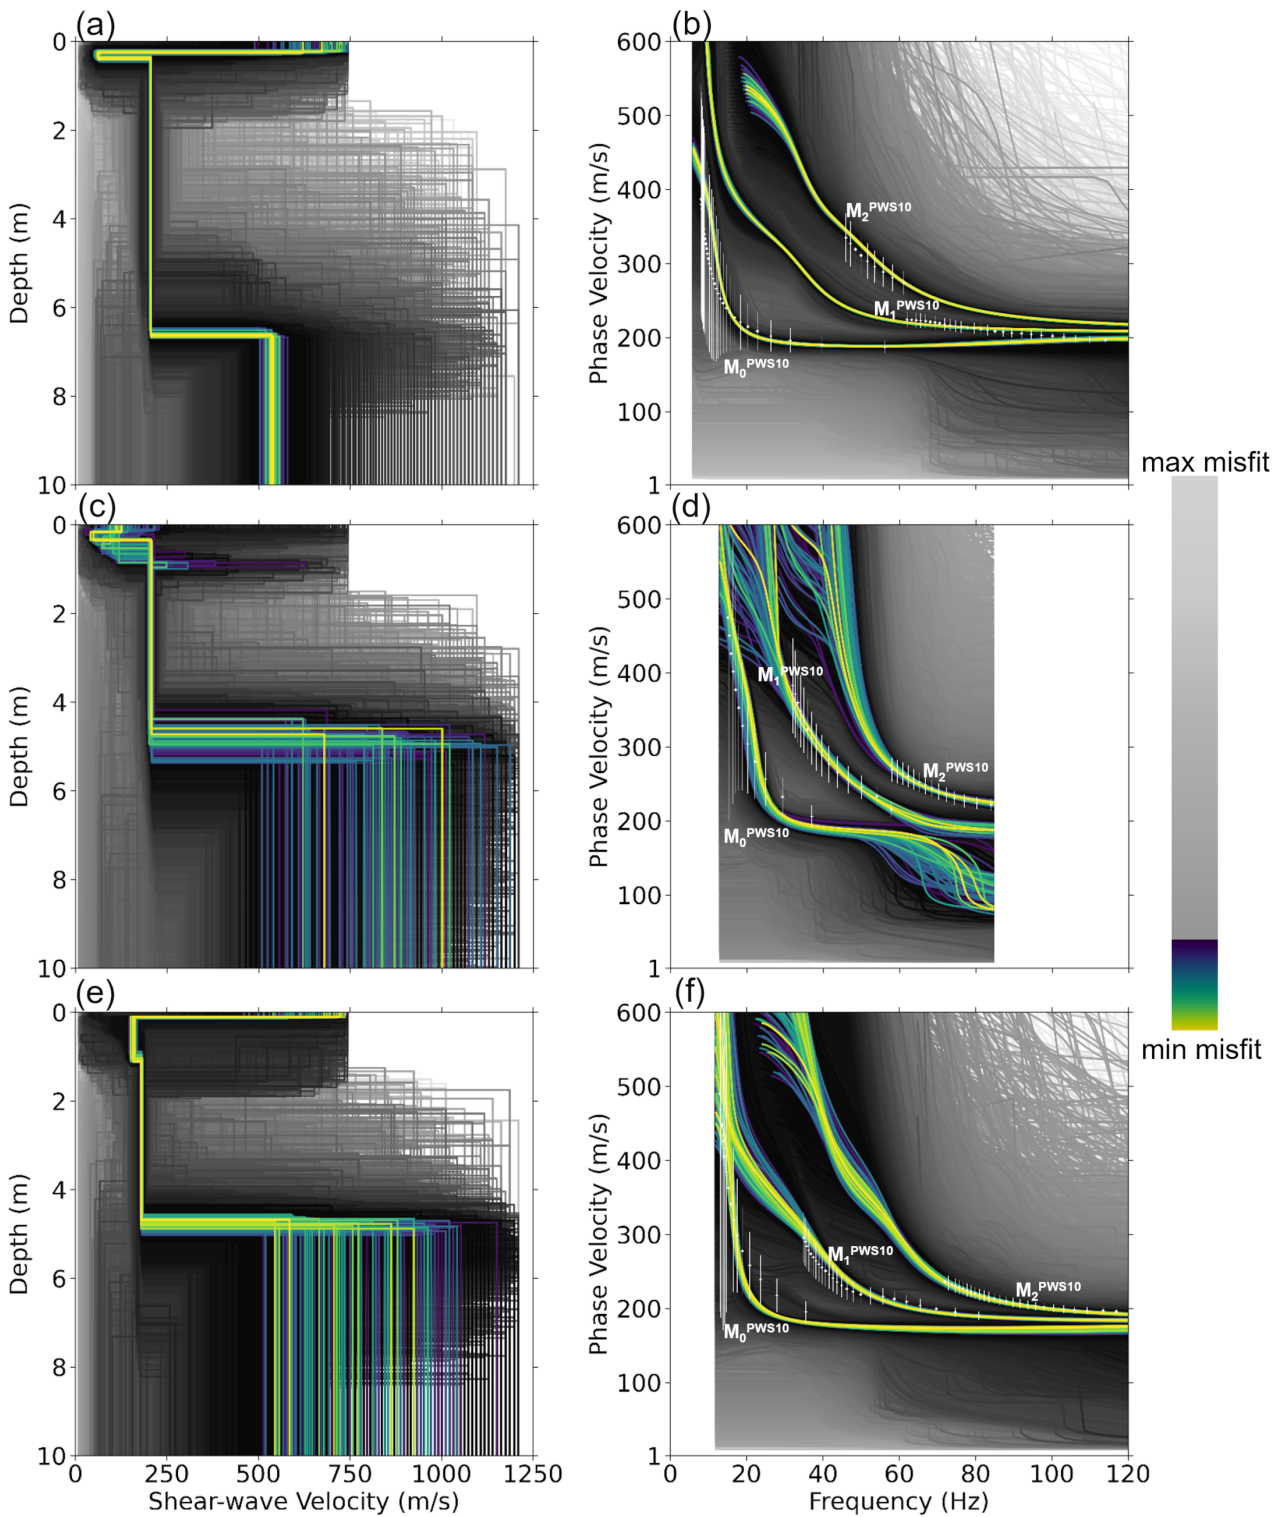 (a)
(b)
0
2
4
6
8
10
Depth (m)
600
500
400
300
200
100
1
Phase Velocity (m/s)
M2PWS10
M1PWS10
M0PWS10
(c)
(d)
0
2
4
6
8
10
Depth (m)
600
500
400
300
200
100
1
Phase Velocity (m/s)
M1PWS10
M2PWS10
M0PWS10
max misfit
min misfit
(e)
(f)
0
2
4
6
8
10
Depth (m)
0 250 500 750 1000 1250
Shear-wave Velocity (m/s)
600
500
400
300
200
100
1
Phase Velocity (m/s)
M1PWS10
M2PWS10
M0PWS10
0 20 40 60 80 100 120
Frequency (Hz)